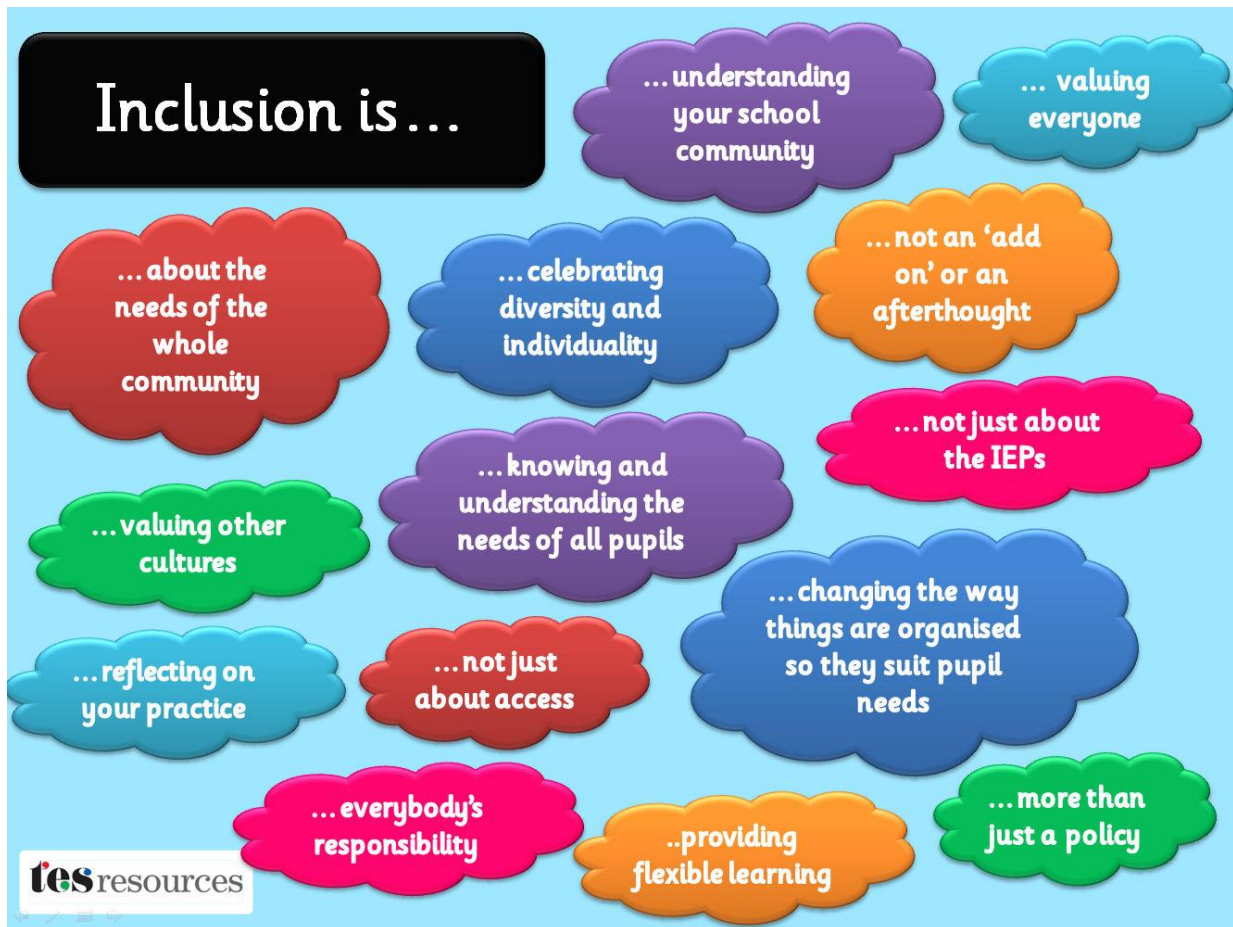 Inclusion is...
...understanding
your school
community
... valuing
everyone
...about the
needs of the
whole
community
...celebrating
diversity and
individuality
...not an ‘add
on’ or an
afterthought
...not just about
the IEPs
...knowing and
understanding the
needs of all pupils
...valuing other
cultures
...changing the way
things are organised
so they suit pupil
needs
...reflecting on
your practice
...not just
about access
...everybody’s
responsibility
..providing
flexible learning
...more than
just a policy
tes resources